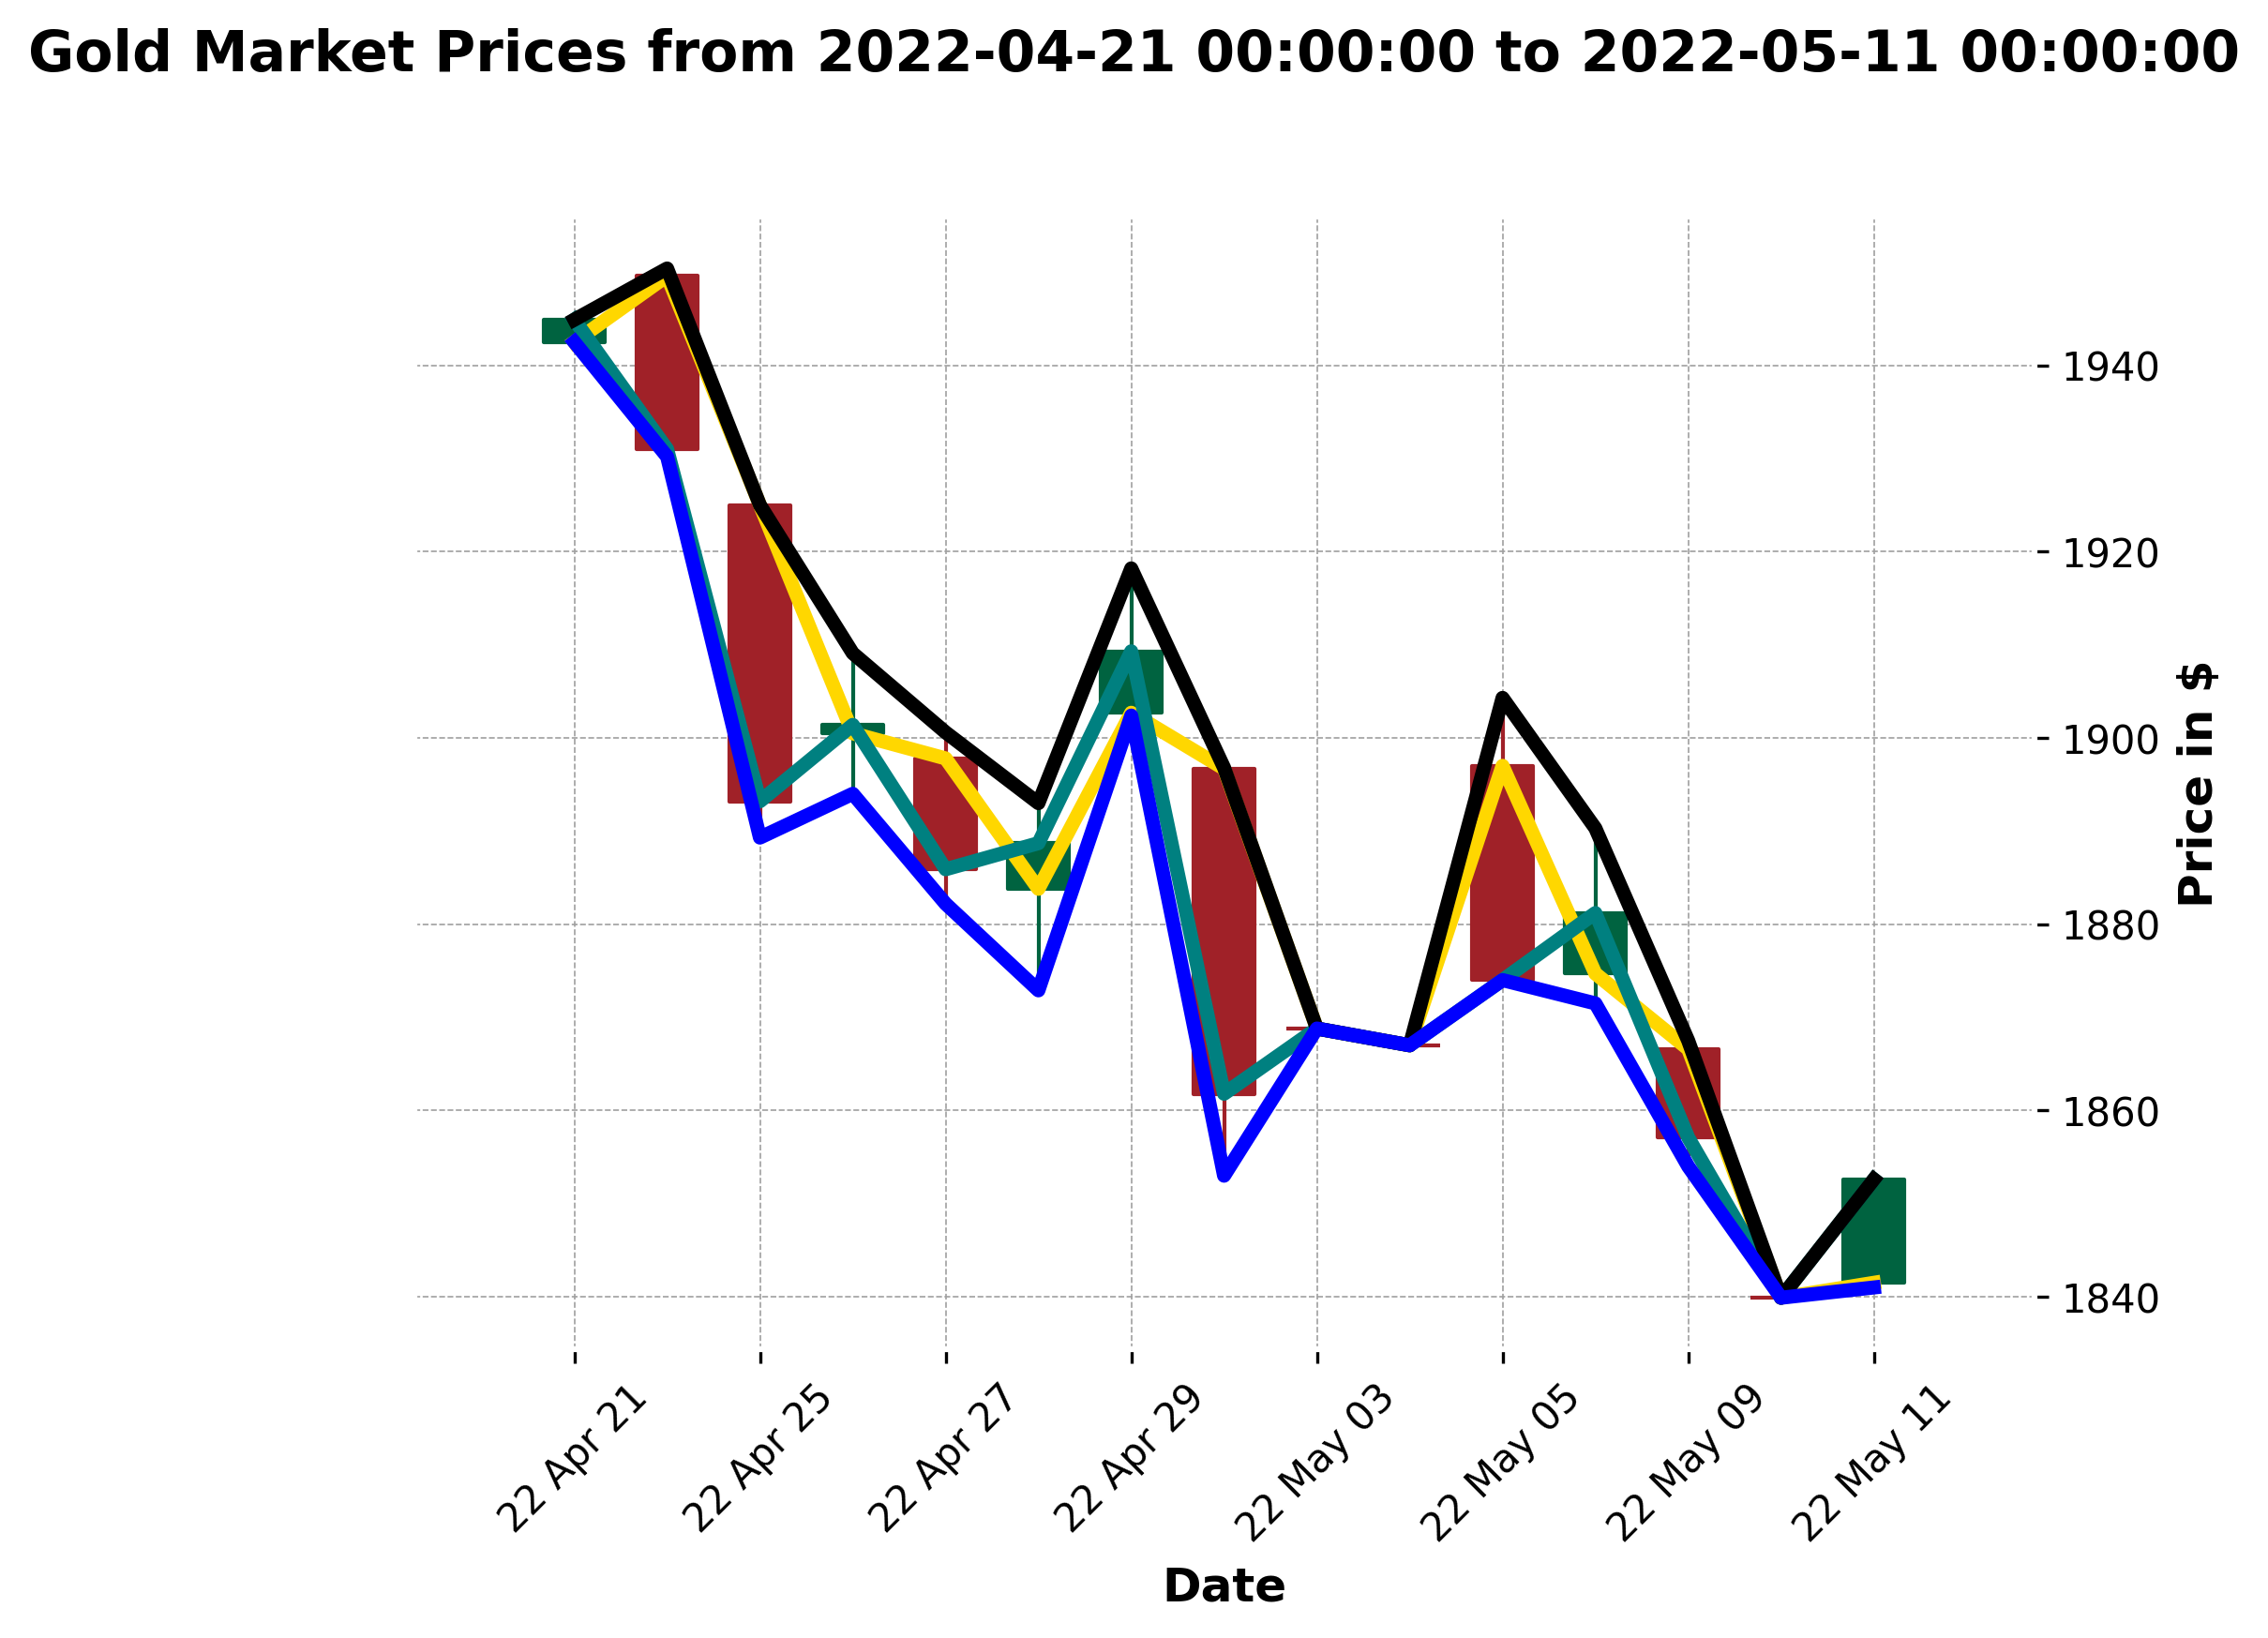 Gold Market Prices from 2022-04-21 00:00:00 to 2022-05-11 00:00:00
1940
1920
1900
1880
1860
1840
Price in $
22 Apr 21
22 Apr 25
22 Apr 27
22 Apr 29
22 May 03
22 May 05
22 May 09
22 May 11
Date